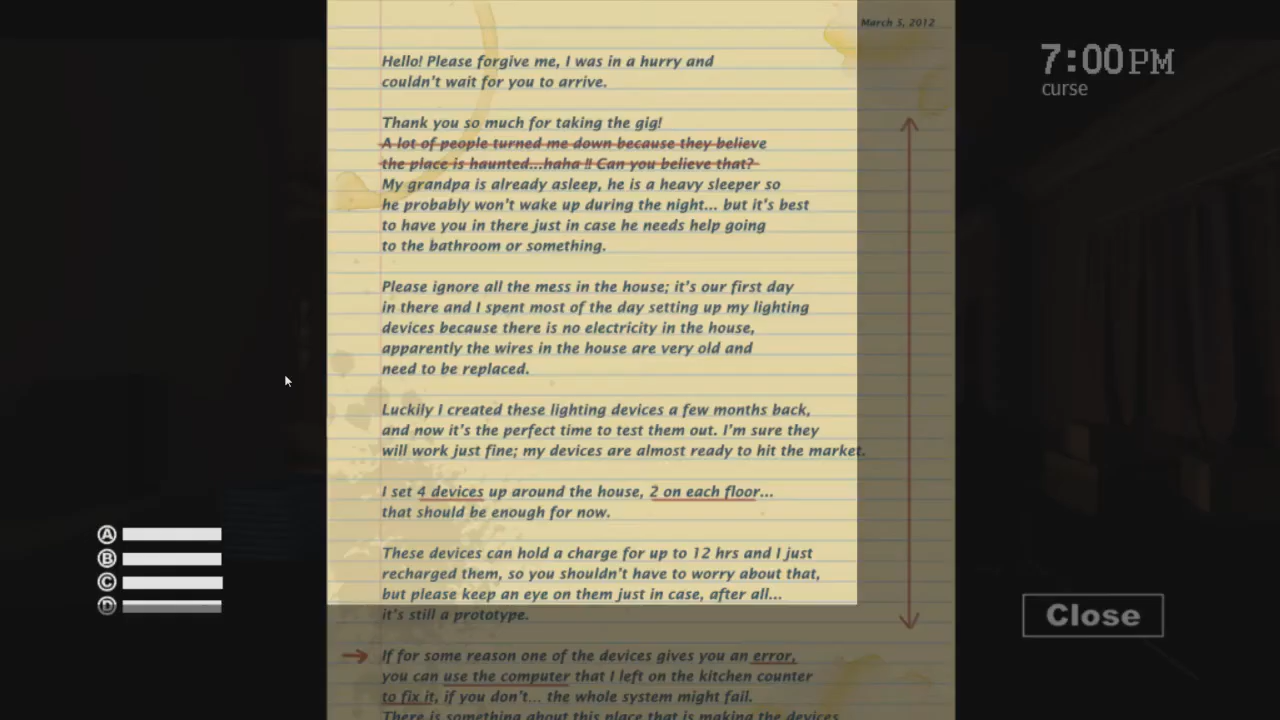 March 5, 2012
7:00 PM
curse
Hello! Please forgive me, I was in a hurry and
couldn't wait for you to arrive.
Thank you so much for taking the gig!
A lot of people turned me down because they believe
the place is haunted...haha !! Can you believe that?
My grandpa is already asleep, he is a heavy sleeper so
he probably won't wake up during the night... but it's best
to have you in there just in case he needs help going
to the bathroom or something.
Please ignore all the mess in the house; it's our first day
in there and I spent most of the day setting up my lighting
devices because there is no electricity in the house,
apparently the wires in the house are very old and
need to be replaced.
Luckily I created these lighting devices a few months back,
and now it's the perfect time to test them out. I'm sure they
will work just fine; my devices are almost ready to hit the market.
I set 4 devices up around the house, 2 on each floor...
that should be enough for now.
These devices can hold a charge for up to 12 hrs and I just
recharged them, so you shouldn't have to worry about that,
but please keep an eye on them just in case, after all...
it's still a prototype.
If for some reason one of the devices gives you an error,
you can use the computer that I left on the kitchen counter
to fix it, if you don't... the whole system might fail.
There is something about this place that is making the devices
A
B
C
D
Close